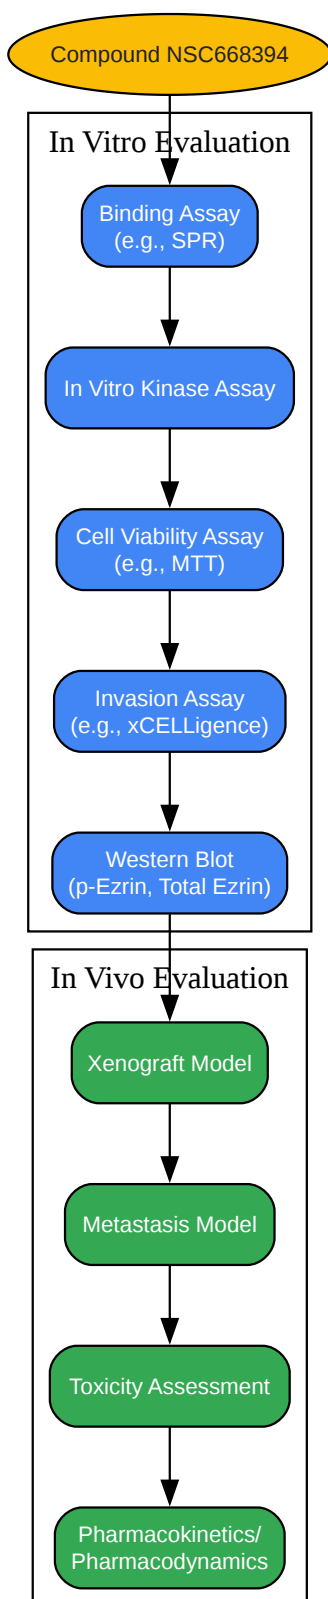 Compound NSC668394
In Vitro Evaluation
Binding Assay
(e.g., SPR)
In Vitro Kinase Assay
Cell Viability Assay
(e.g., MTT)
Invasion Assay
(e.g., xCELLigence)
Western Blot
(p-Ezrin, Total Ezrin)
In Vivo Evaluation
Xenograft Model
Metastasis Model
Toxicity Assessment
Pharmacokinetics/
Pharmacodynamics